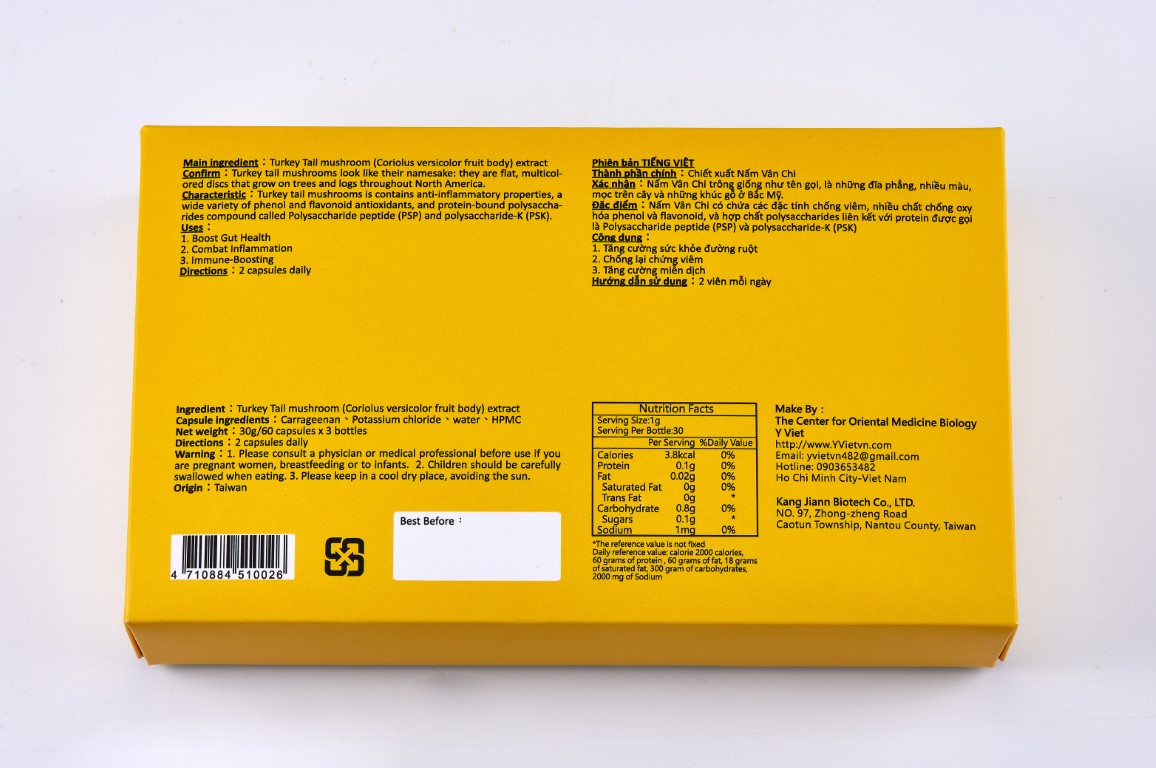 Main ingredient：Turkey Tail mushroom (Coriolus versicolor fruit body) extract
Confirm：Turkey tail mushrooms look like their namesake: they are flat, multicol-
ored discs that grow on trees and logs throughout North America.
Characteristic：Turkey tail mushrooms is contains anti-inflammatory properties, a
wide variety of phenol and flavonoid antioxidants, and protein-bound polysaccha-
rides compound called Polysaccharide peptide (PSP) and polysaccharide-K (PSK).
Uses：
1. Boost Gut Health
2. Combat Inflammation
3. Immune-Boosting
Directions：2 capsules daily
Phiên bản TIẾNG VIỆT
Thành phần chính：Chiết xuất Nấm Vân Chi
Xác nhận：Nấm Vân Chi trông giống như tên gọi, là những đĩa phẳng, nhiều màu,
mọc trên cây và những khúc gỗ ở Bắc Mỹ.
Đặc điểm：Nấm Vân Chi có chứa các đặc tính chống viêm, nhiều chất chống oxy
hóa phenol và flavonoid, và hợp chất polysaccharides liên kết với protein được gọi
là Polysaccharide peptide (PSP) và polysaccharide-K (PSK)
Công dụng：
1. Tăng cường sức khỏe đường ruột
2. Chống lại chứng viêm
3. Tăng cường miễn dịch
Hướng dẫn sử dụng：2 viên mỗi ngày
Ingredient：Turkey Tail mushroom (Coriolus versicolor fruit body) extract
Capsule ingredients：Carrageenan、Potassium chloride、water、HPMC
Net weight：30g/60 capsules x 3 bottles
Directions：2 capsules daily
Warning：1. Please consult a physician or medical professional before use if you
are pregnant women, breastfeeding or to infants. 2. Children should be carefully
swallowed when eating. 3. Please keep in a cool dry place, avoiding the sun.
Origin：Taiwan
Best Before：
4 710884 510026
Nutrition Facts
Serving Size:1g
Serving Per Bottle:30
Per Serving %Daily Value
Calories 3.8kcal 0%
Protein 0.1g 0%
Fat 0.02g 0%
Saturated Fat 0g 0%
Trans Fat 0g *
Carbohydrate 0.8g 0%
Sugars 0.1g *
Sodium 1mg 0%
*The reference value is not fixed
Daily reference value: calorie 2000 calories,
60 grams of protein , 60 grams of fat, 18 grams
of saturated fat, 300 gram of carbohydrates,
2000 mg of Sodium
Make By :
The Center for Oriental Medicine Biology
Y Viet
http://www.YVietvn.com
Email: yvietvn482@gmail.com
Hotline: 0903653482
Ho Chi Minh City-Viet Nam
Kang Jiann Biotech Co., LTD.
NO. 97, Zhong-zheng Road
Caotun Township, Nantou County, Taiwan